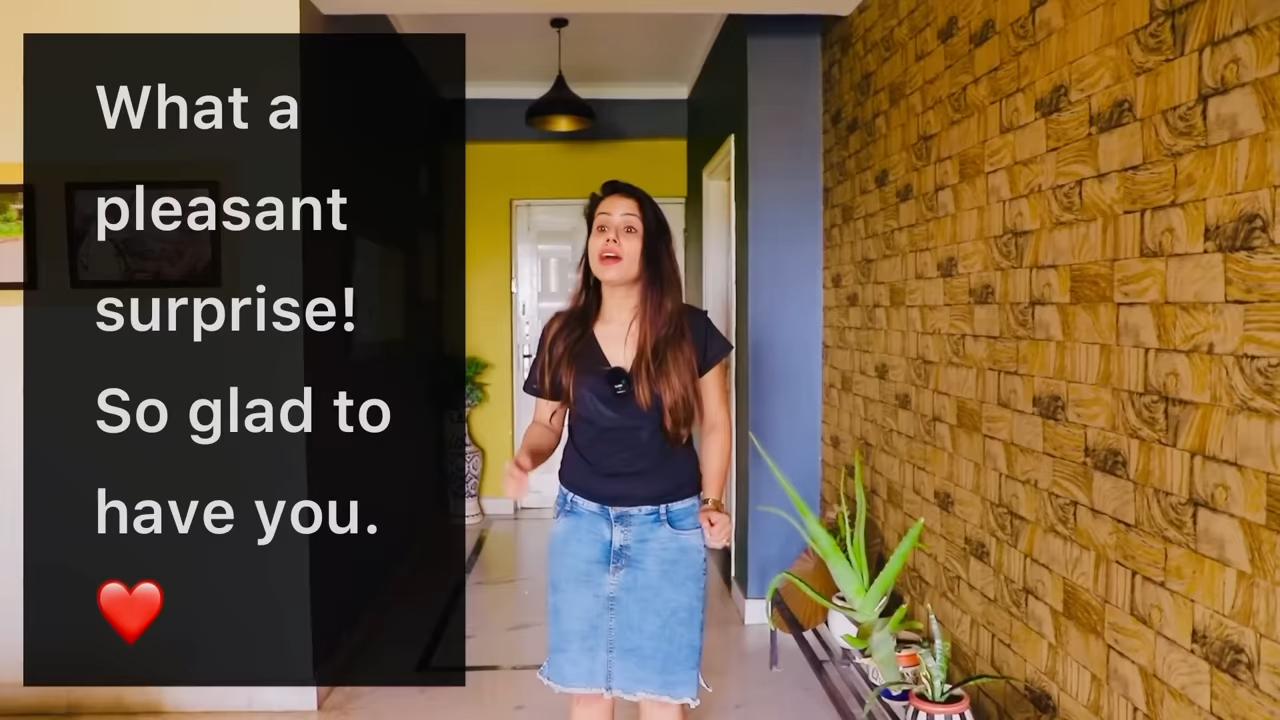 What a
pleasant
surprise!
So glad to
have you.
❤️